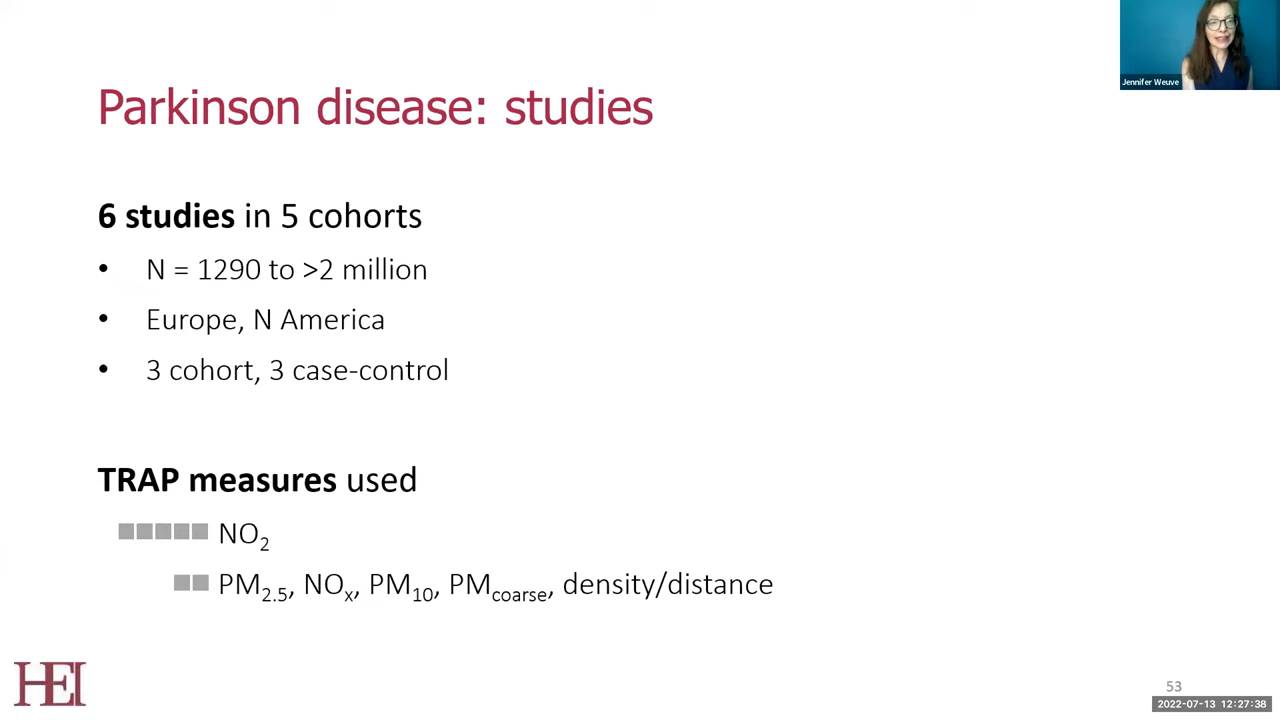 Jennifer Weuve
Parkinson disease: studies
6 studies in 5 cohorts
• N = 1290 to >2 million
• Europe, N America
• 3 cohort, 3 case-control
TRAP measures used
NO2
PM2.5, NOx, PM10, PMcoarse, density/distance
HEI
53
2022-07-13 12:27:38